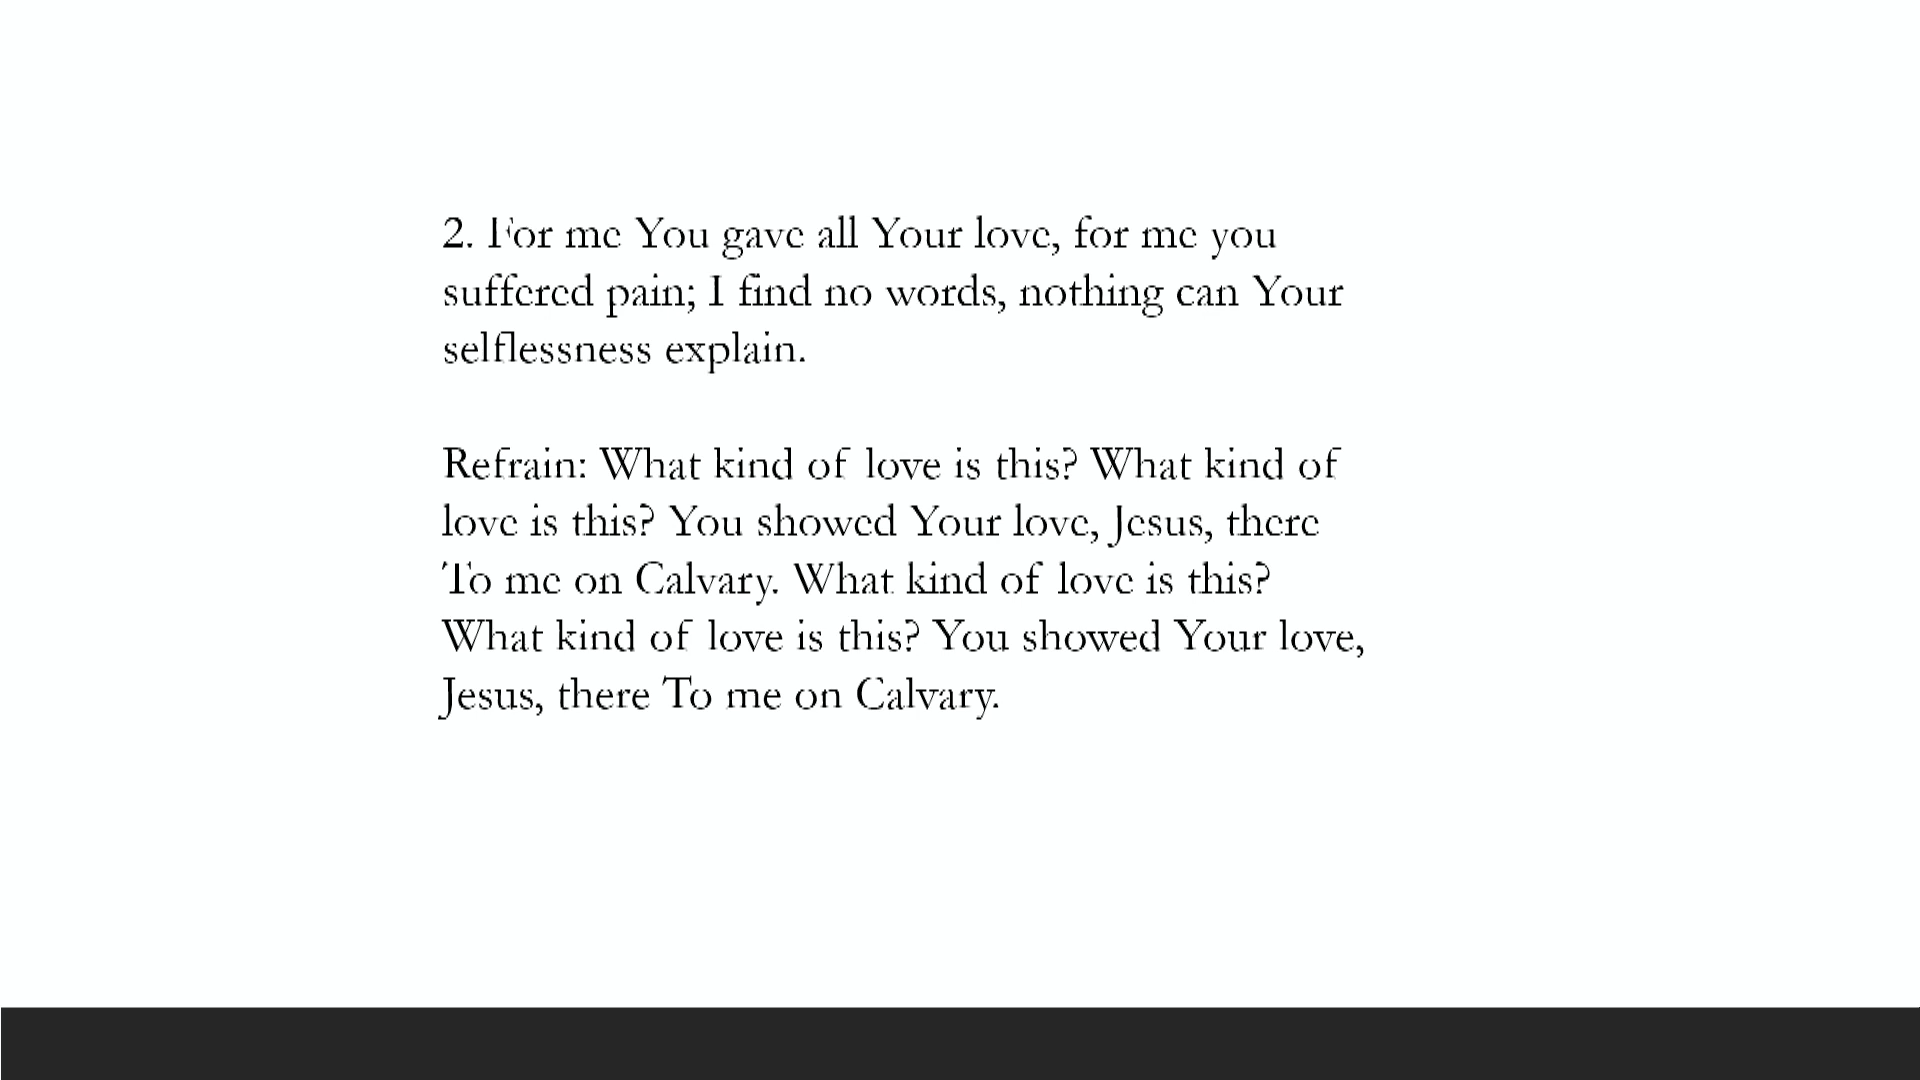 2. For me You gave all Your love, for me you
suffered pain; I find no words, nothing can Your
selflessness explain.
Refrain: What kind of love is this? What kind of
love is this? You showed Your love, Jesus, there
To me on Calvary. What kind of love is this?
What kind of love is this? You showed Your love,
Jesus, there To me on Calvary.